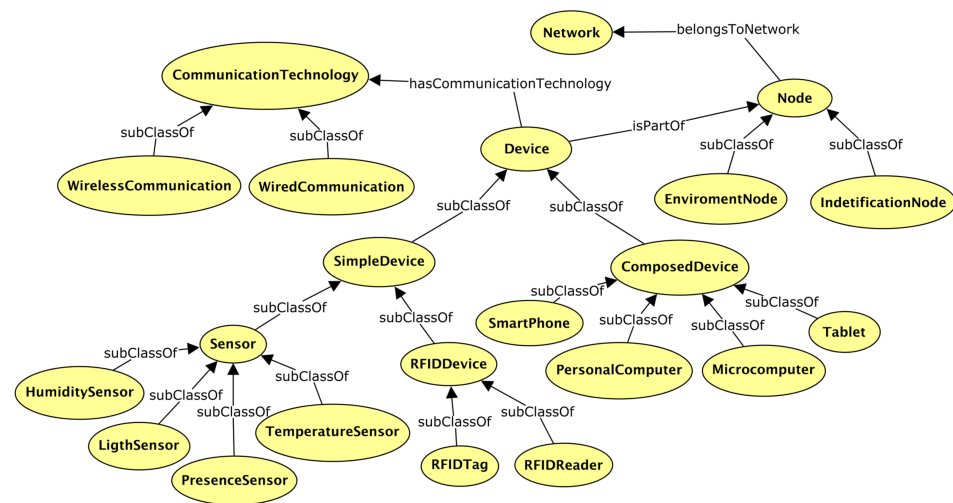 Network
belongsToNetwork
CommunicationTechnology
hasCommunicationTechnology
Node
subClassOf
subClassOf
isPartOf
Device
subClassOf
subClassOf
WirelessCommunication
WiredCommunication
EnviromentNode
IndetificationNode
subClassOf
subClassOf
SimpleDevice
ComposedDevice
subClassOf
subClassOf
subClassOf
subClassOf
SmartPhone
subClassOf
subClassOf
Tablet
Sensor
subClassOf
RFIDDevice
PersonalComputer
Microcomputer
subClassOf
HumiditySensor
subClassOf
subClassOf
subClassOf
subClassOf
LigthSensor
TemperatureSensor
RFIDTag
RFIDReader
PresenceSensor